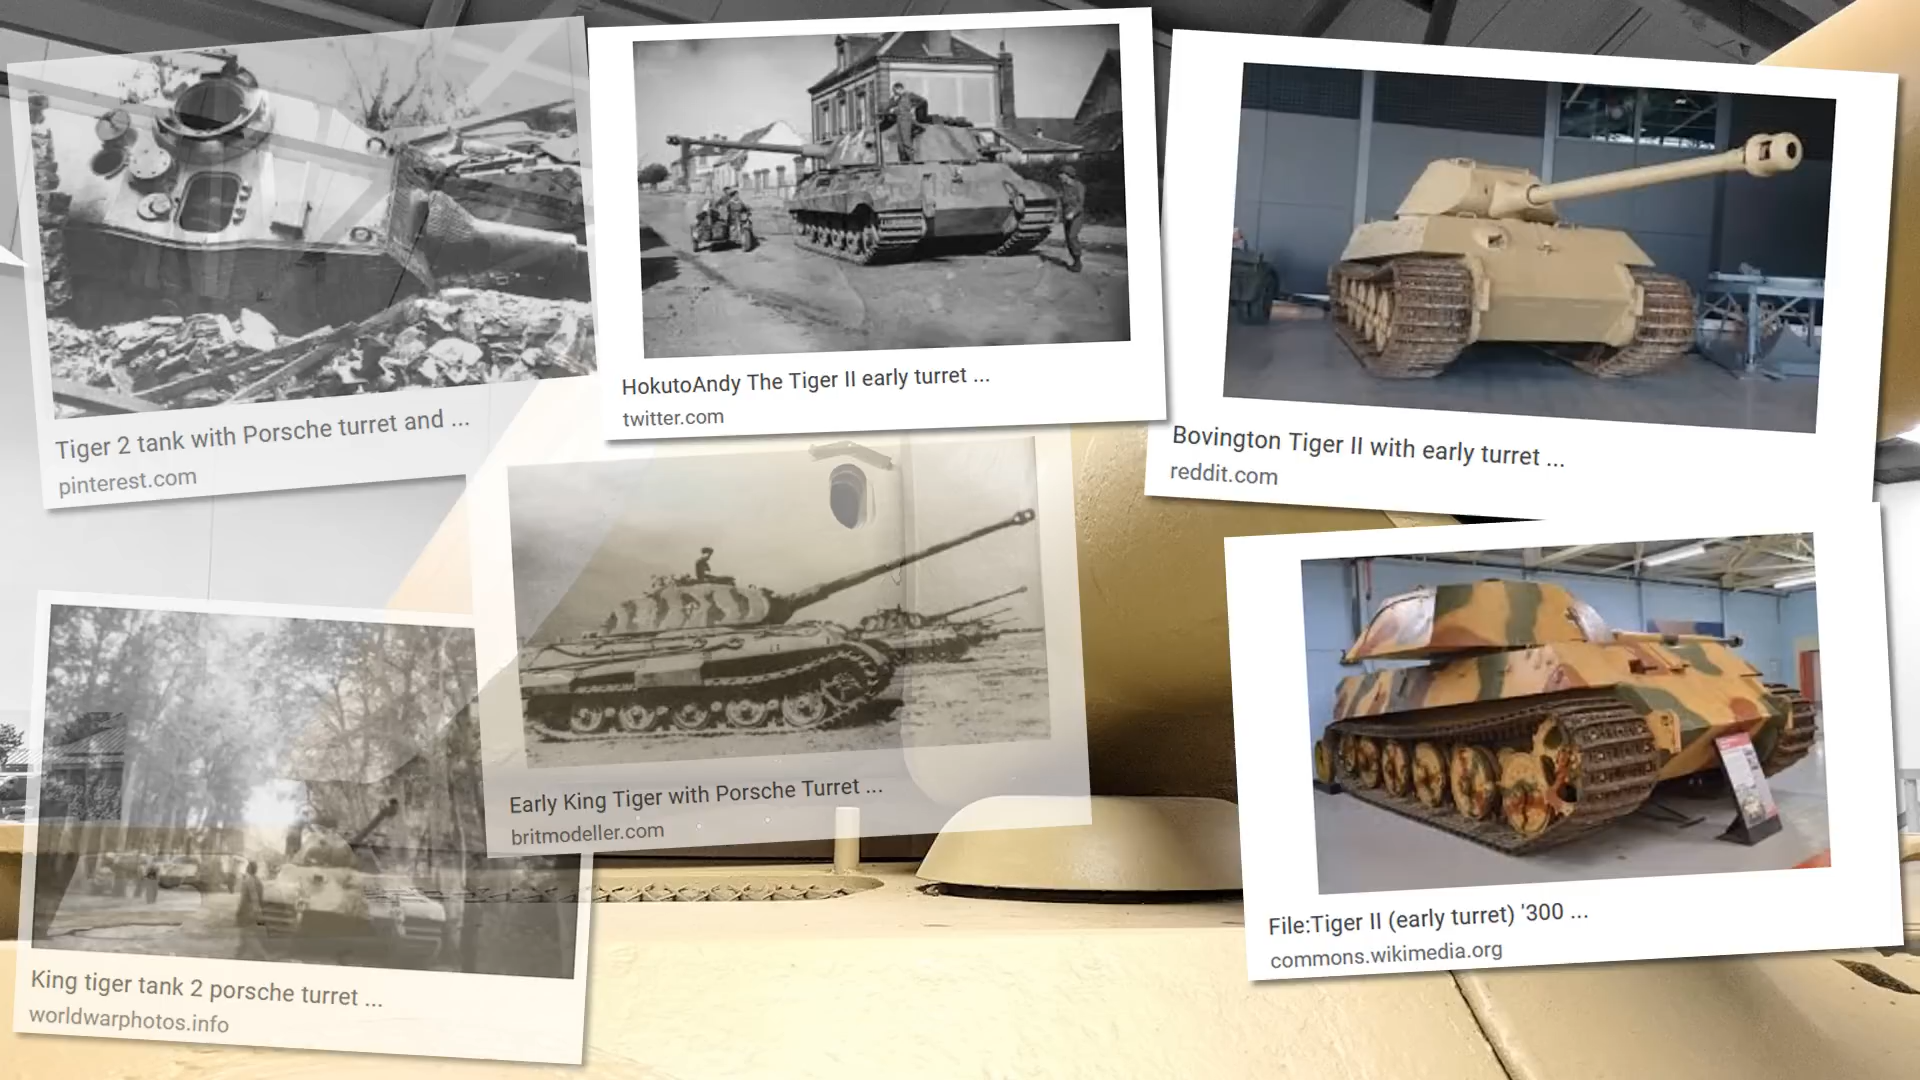 Tiger 2 tank with Porsche turret and ...
pinterest.com
HokutoAndy The Tiger II early turret ...
twitter.com
Bovington Tiger II with early turret ...
reddit.com
Early King Tiger with Porsche Turret ...
britmodeller.com
File:Tiger II (early turret) '300 ...
commons.wikimedia.org
King tiger tank 2 porsche turret ...
worldwarphotos.info